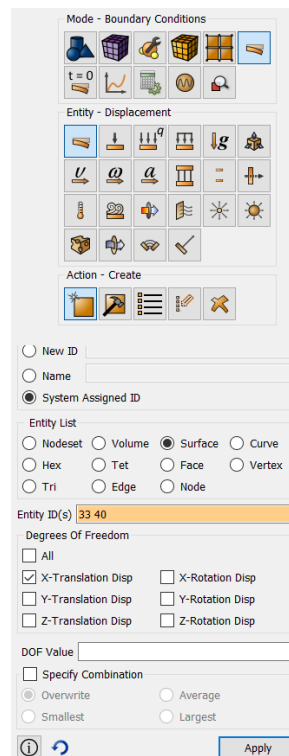 Mode - Boundary Conditions
t = 0
Entity - Displacement
q
g
υ ω a
Action - Create
New ID
Name
System Assigned ID
Entity List
Nodeset Volume Surface Curve
Hex Tet Face Vertex
Tri Edge Node
Entity ID(s) 33 40
Degrees Of Freedom
All
X-Translation Disp X-Rotation Disp
Y-Translation Disp Y-Rotation Disp
Z-Translation Disp Z-Rotation Disp
DOF Value
Specify Combination
Overwrite Average
Smallest Largest
Apply